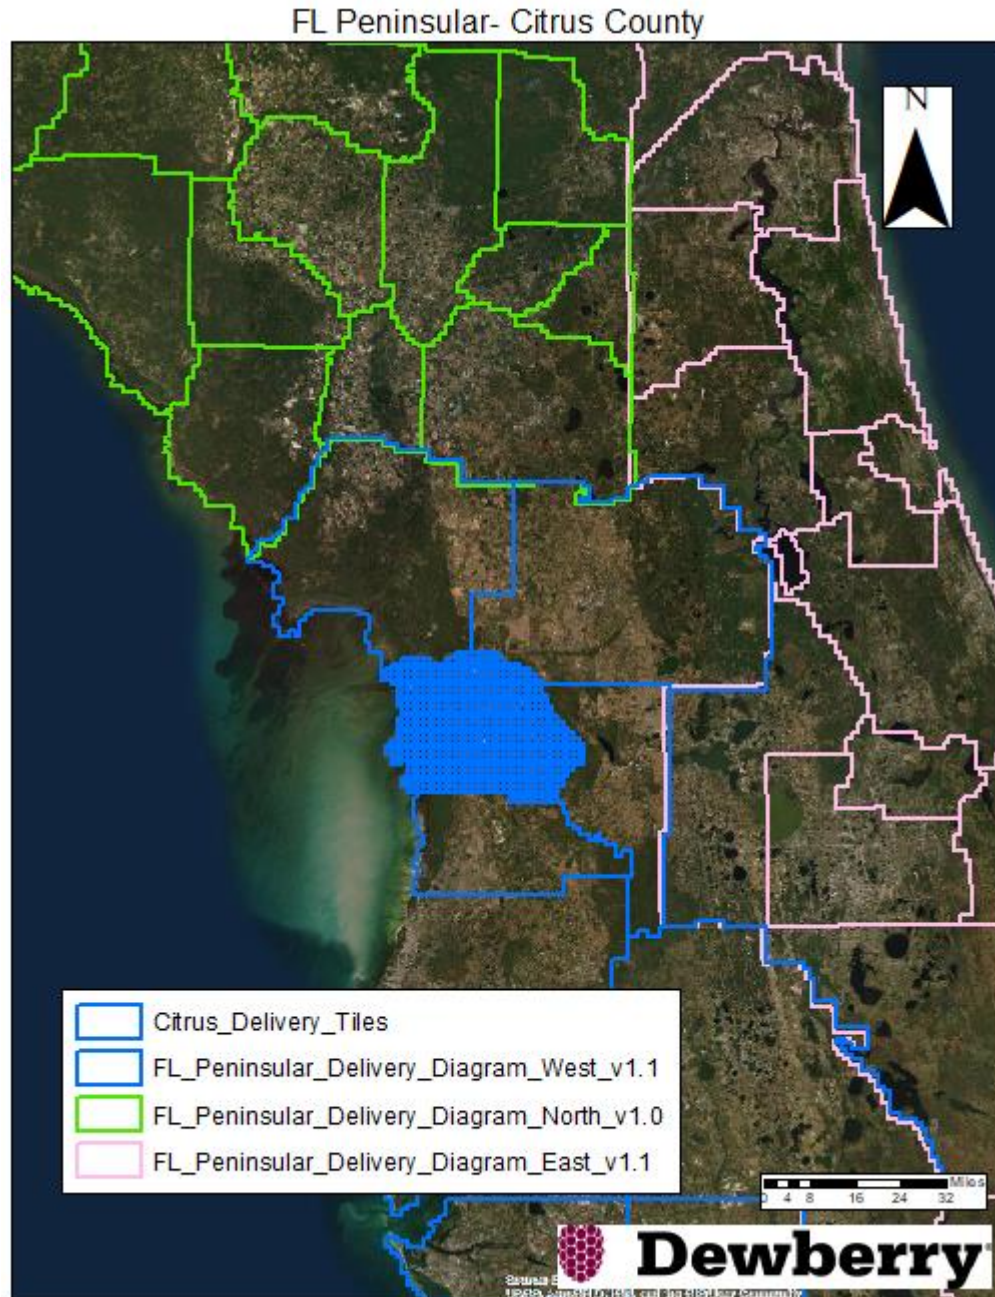 FL Peninsular- Citrus County
N
Citrus_Delivery_Tiles
FL_Peninsular_Delivery_Diagram_West_v1.1
FL_Peninsular_Delivery_Diagram_North_v1.0
FL_Peninsular_Delivery_Diagram_East_v1.1
Miles
0 4 8 16 24 32
Dewberry